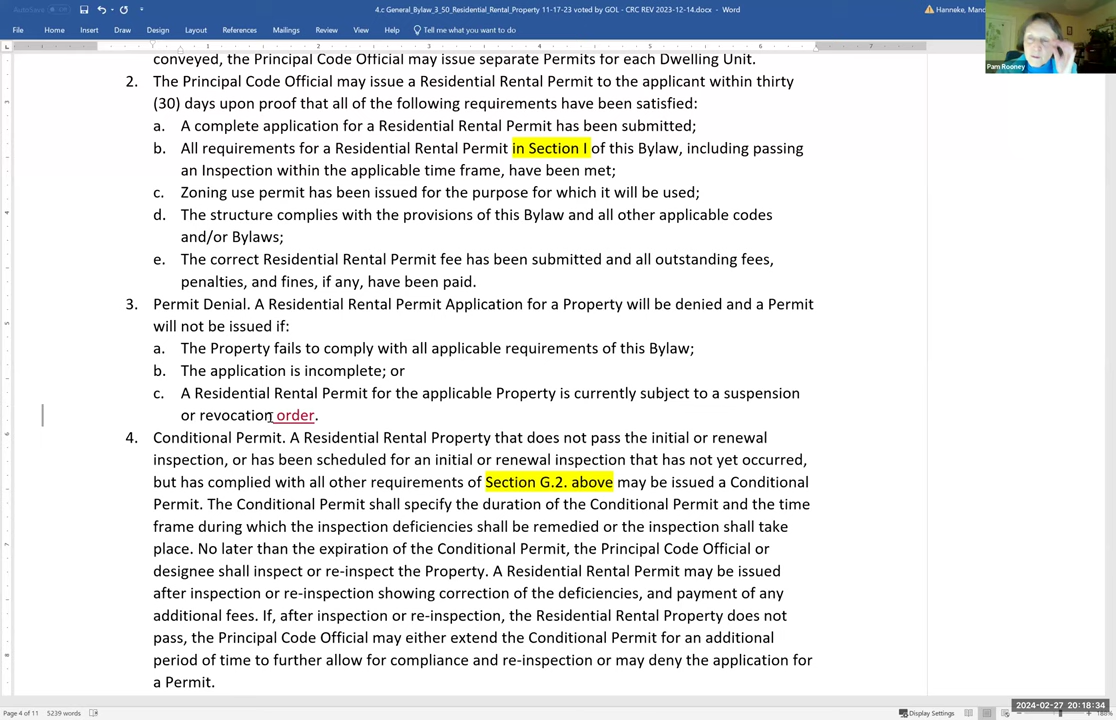 AutoSave
4.c General_Bylaw_3_50_Residential_Rental_Property 11-17-23 voted by GOL - CRC REV 2023-12-14.docx - Word
Hanneke, Mand
File Home Insert Draw Design Layout References Mailings Review View Help Tell me what you want to do
Pam Rooney
conveyed, the Principal Code Official may issue separate Permits for each Dwelling Unit.
2. The Principal Code Official may issue a Residential Rental Permit to the applicant within thirty
(30) days upon proof that all of the following requirements have been satisfied:
a. A complete application for a Residential Rental Permit has been submitted;
b. All requirements for a Residential Rental Permit in Section I of this Bylaw, including passing
an Inspection within the applicable time frame, have been met;
c. Zoning use permit has been issued for the purpose for which it will be used;
d. The structure complies with the provisions of this Bylaw and all other applicable codes
and/or Bylaws;
e. The correct Residential Rental Permit fee has been submitted and all outstanding fees,
penalties, and fines, if any, have been paid.
3. Permit Denial. A Residential Rental Permit Application for a Property will be denied and a Permit
will not be issued if:
a. The Property fails to comply with all applicable requirements of this Bylaw;
b. The application is incomplete; or
c. A Residential Rental Permit for the applicable Property is currently subject to a suspension
or revocation order.
4. Conditional Permit. A Residential Rental Property that does not pass the initial or renewal
inspection, or has been scheduled for an initial or renewal inspection that has not yet occurred,
but has complied with all other requirements of Section G.2. above may be issued a Conditional
Permit. The Conditional Permit shall specify the duration of the Conditional Permit and the time
frame during which the inspection deficiencies shall be remedied or the inspection shall take
place. No later than the expiration of the Conditional Permit, the Principal Code Official or
designee shall inspect or re-inspect the Property. A Residential Rental Permit may be issued
after inspection or re-inspection showing correction of the deficiencies, and payment of any
additional fees. If, after inspection or re-inspection, the Residential Rental Property does not
pass, the Principal Code Official may either extend the Conditional Permit for an additional
period of time to further allow for compliance and re-inspection or may deny the application for
a Permit.
Page 4 of 11 5239 words
Display Settings
2024-02-27 20:18:34